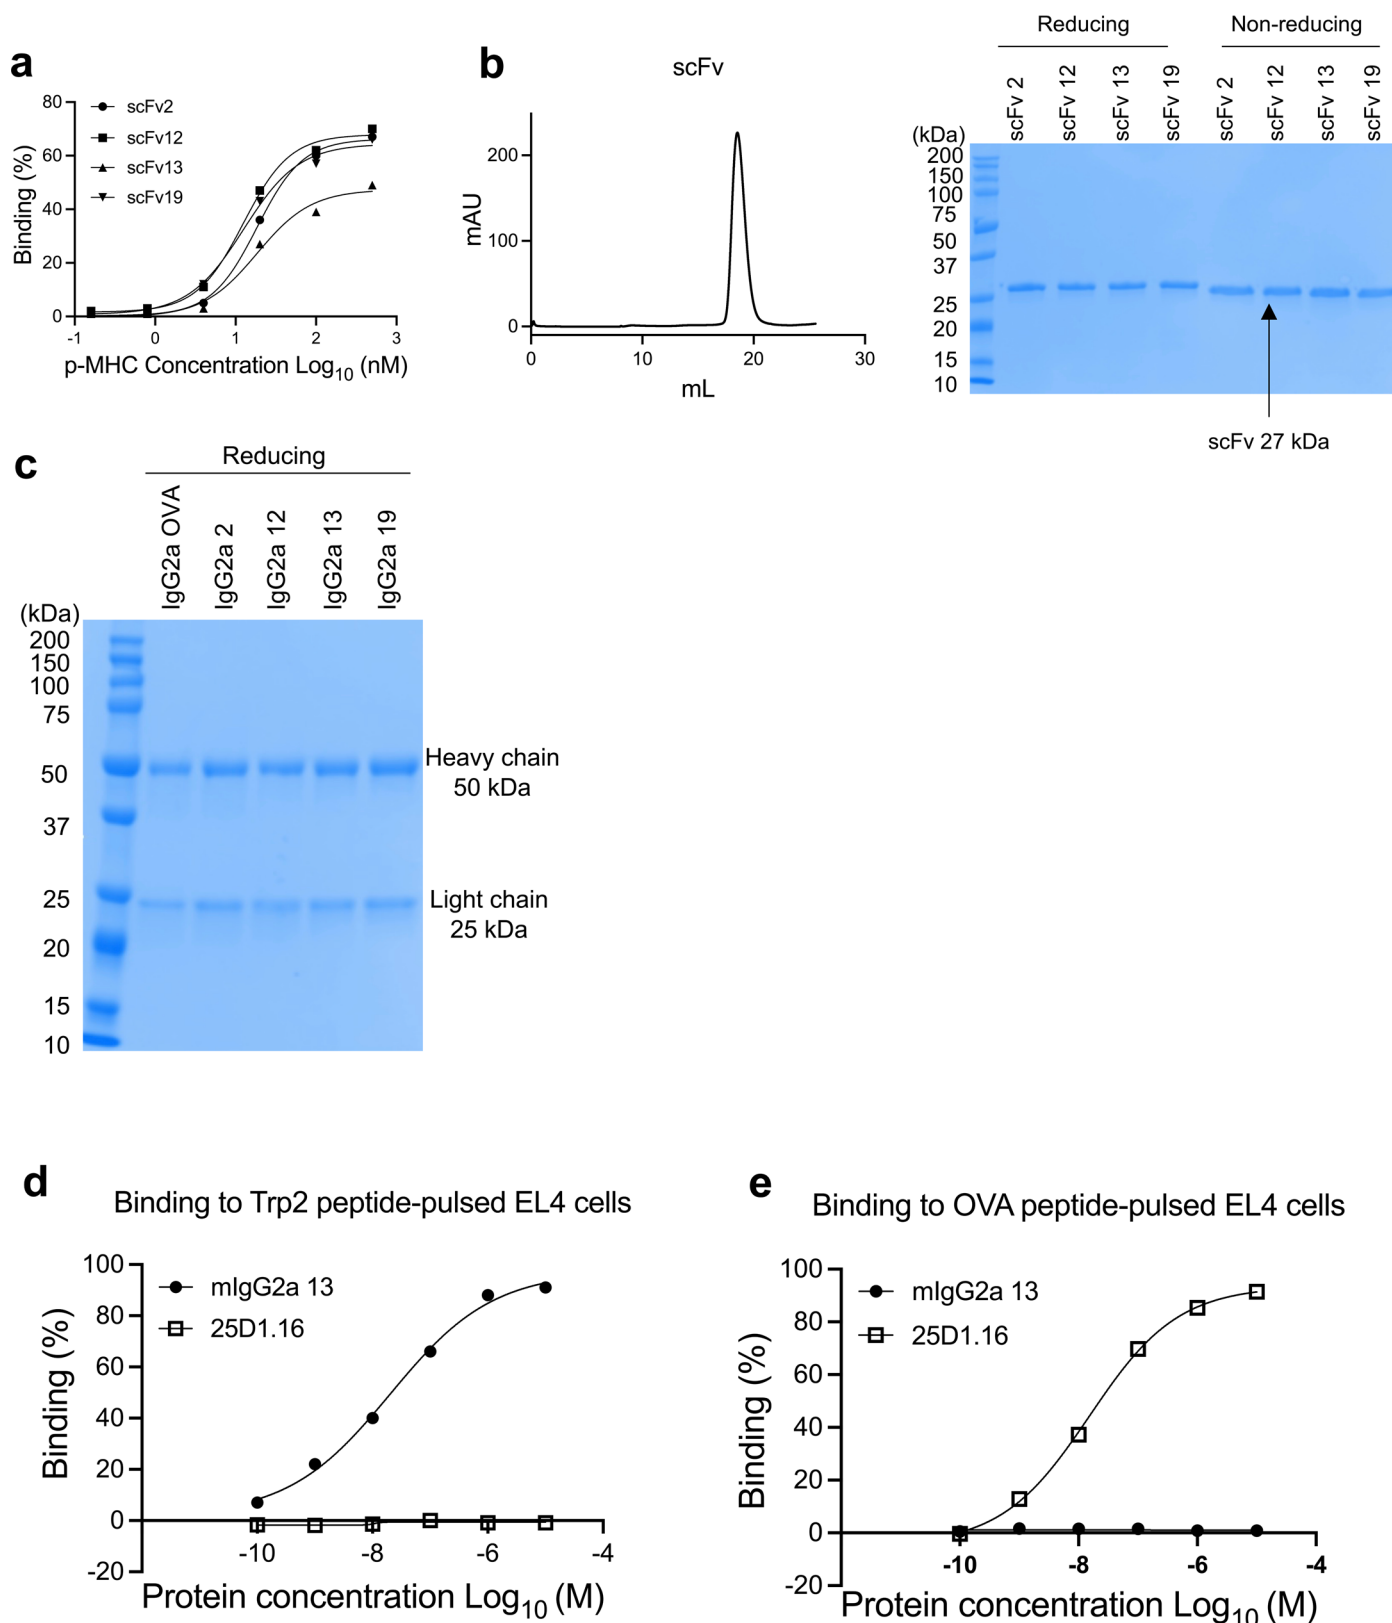 a
80
60
40
20
0
Binding (%)
scFv2
scFv12
scFv13
scFv19
-1 0 1 2 3
p-MHC Concentration Log10 (nM)
b
scFv
200
100
0
mAU
0 10 20 30
mL
Reducing Non-reducing
scFv 2 scFv 12 scFv 13 scFv 19 scFv 2 scFv 12 scFv 13 scFv 19
(kDa)
200
150
100
75
50
37
25
20
15
10
scFv 27 kDa
c
Reducing
IgG2a OVA IgG2a 2 IgG2a 12 IgG2a 13 IgG2a 19
(kDa)
200
150
100
75
50
37
25
20
15
10
Heavy chain
50 kDa
Light chain
25 kDa
d
Binding to Trp2 peptide-pulsed EL4 cells
100
80
60
40
20
0
-20
Binding (%)
mIgG2a 13
25D1.16
-10 -8 -6 -4
Protein concentration Log10 (M)
e
Binding to OVA peptide-pulsed EL4 cells
100
80
60
40
20
0
-20
Binding (%)
mIgG2a 13
25D1.16
-10 -8 -6 -4
Protein concentration Log10 (M)